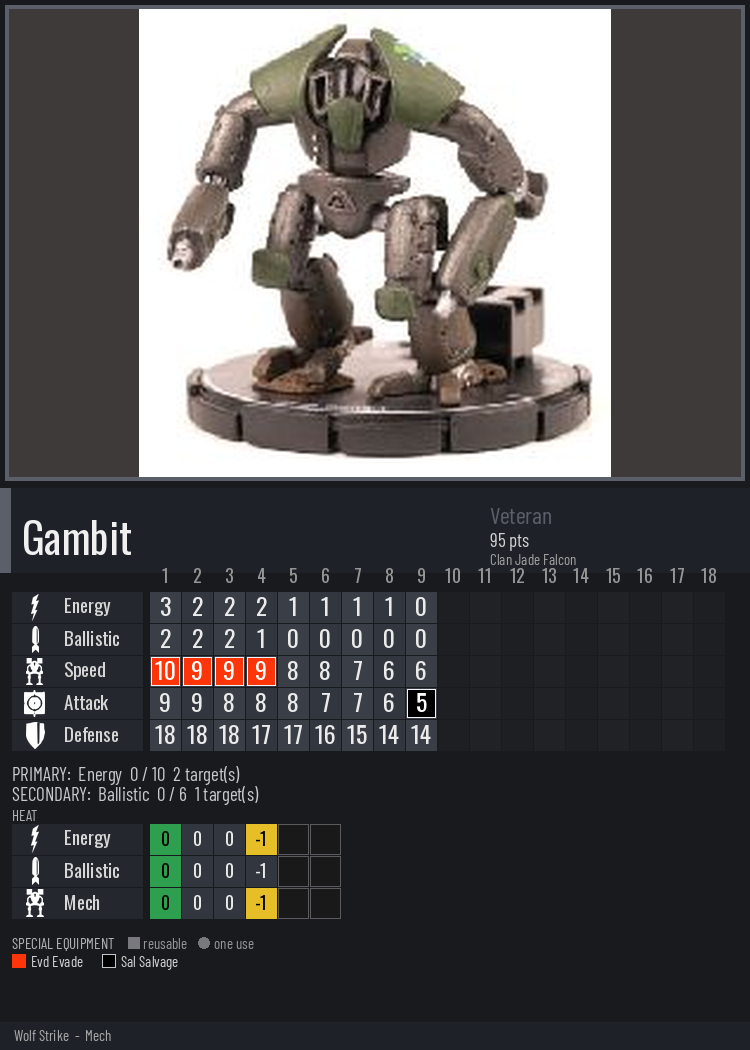 Gambit
Veteran
95 pts
Clan Jade Falcon
1 2 3 4 5 6 7 8 9 10 11 12 13 14 15 16 17 18
Energy 3 2 2 2 1 1 1 1 0
Ballistic 2 2 2 1 0 0 0 0 0
Speed 10 9 9 9 8 8 7 6 6
Attack 9 9 8 8 8 7 7 6 5
Defense 18 18 18 17 17 16 15 14 14
PRIMARY: Energy 0 / 10 2 target(s)
SECONDARY: Ballistic 0 / 6 1 target(s)
HEAT
Energy 0 0 0 -1
Ballistic 0 0 0 -1
Mech 0 0 0 -1
SPECIAL EQUIPMENT reusable one use
Evd Evade Sal Salvage
Wolf Strike - Mech